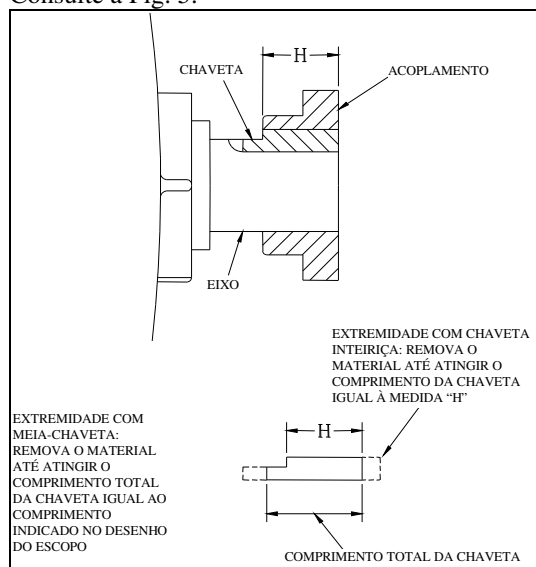 Consulte a Fig. 3.
H
CHAVETA
ACOPLAMENTO
EIXO
EXTREMIDADE COM CHAVETA
INTEIRIÇA: REMOVA O
MATERIAL ATÉ ATINGIR O
COMPRIMENTO DA CHAVETA
IGUAL À MEDIDA “H”
EXTREMIDADE COM
MEIA-CHAVETA:
REMOVA O MATERIAL
ATÉ ATINGIR O
COMPRIMENTO TOTAL
DA CHAVETA IGUAL AO
COMPRIMENTO
INDICADO NO DESENHO
DO ESCOPO
H
COMPRIMENTO TOTAL DA CHAVETA